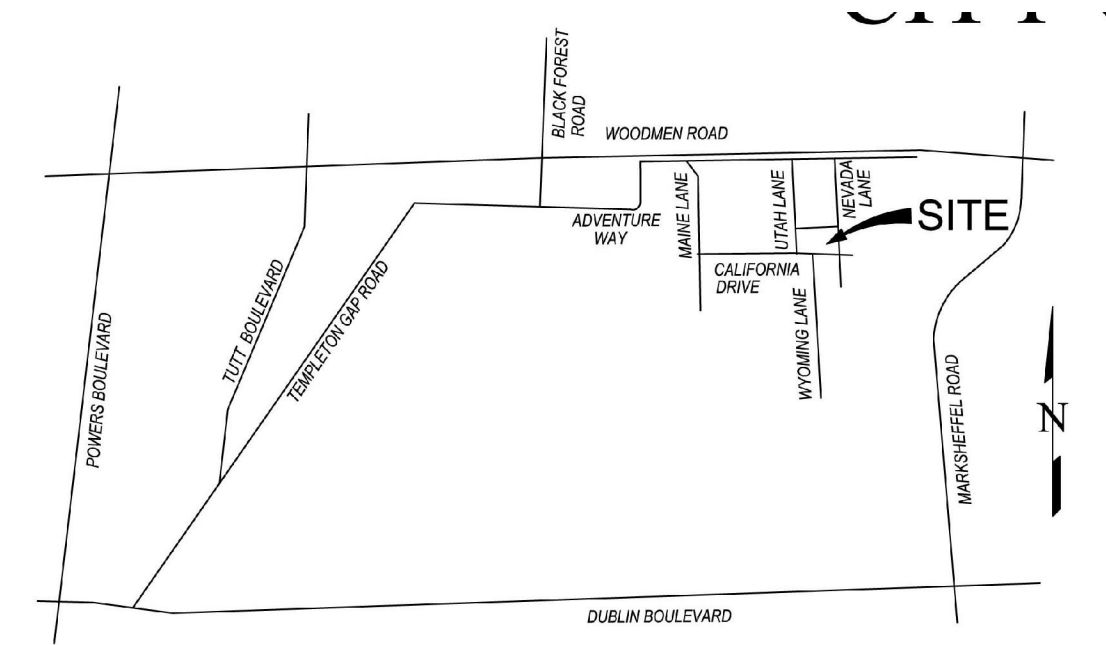 BLACK FOREST
ROAD
WOODMEN ROAD
ADVENTURE
WAY
MAINE LANE
UTAH LANE
NEVADA
LANE
SITE
CALIFORNIA
DRIVE
WYOMING LANE
TUTT BOULEVARD
TEMPLETON GAP ROAD
POWERS BOULEVARD
MARKSHEFFEL ROAD
N
DUBLIN BOULEVARD